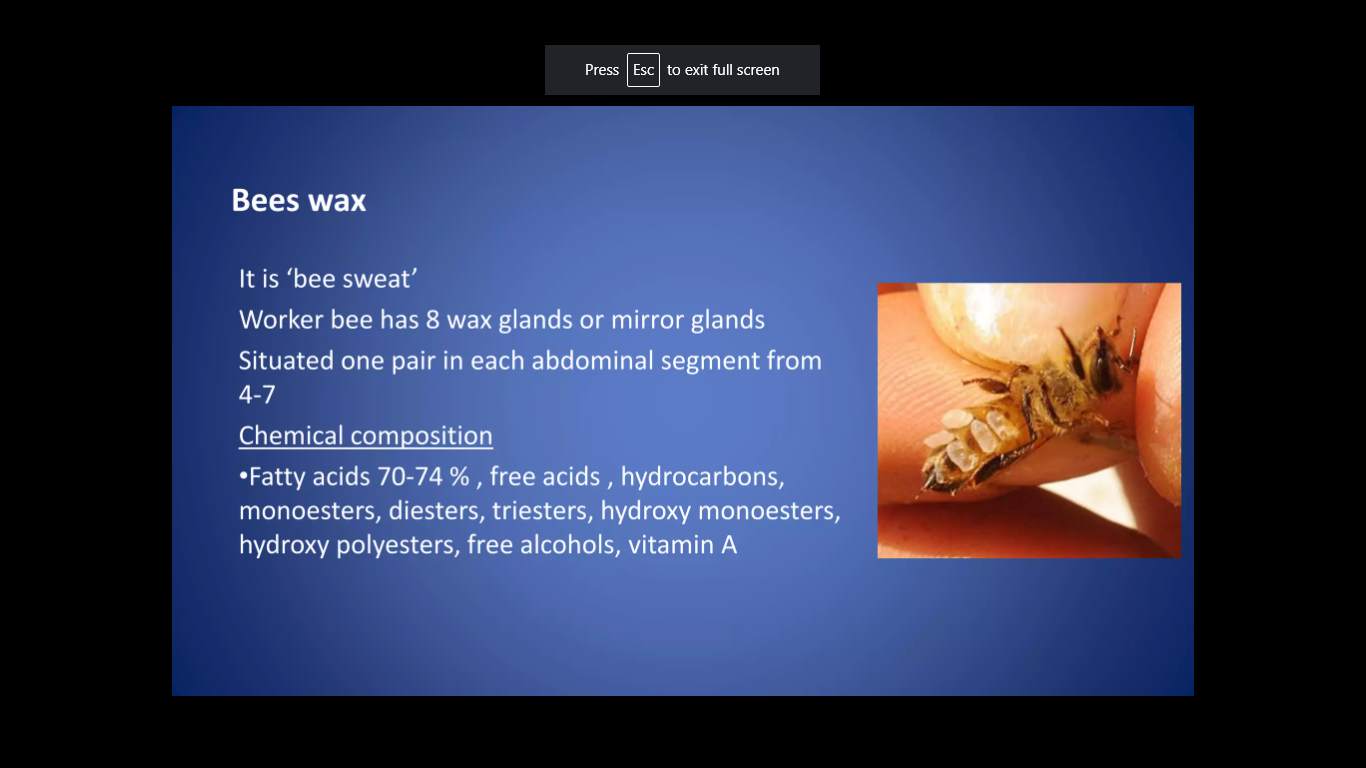 Press Esc to exit full screen
Bees wax
It is ‘bee sweat’
Worker bee has 8 wax glands or mirror glands
Situated one pair in each abdominal segment from
4-7
Chemical composition
•Fatty acids 70-74 % , free acids , hydrocarbons,
monoesters, diesters, triesters, hydroxy monoesters,
hydroxy polyesters, free alcohols, vitamin A